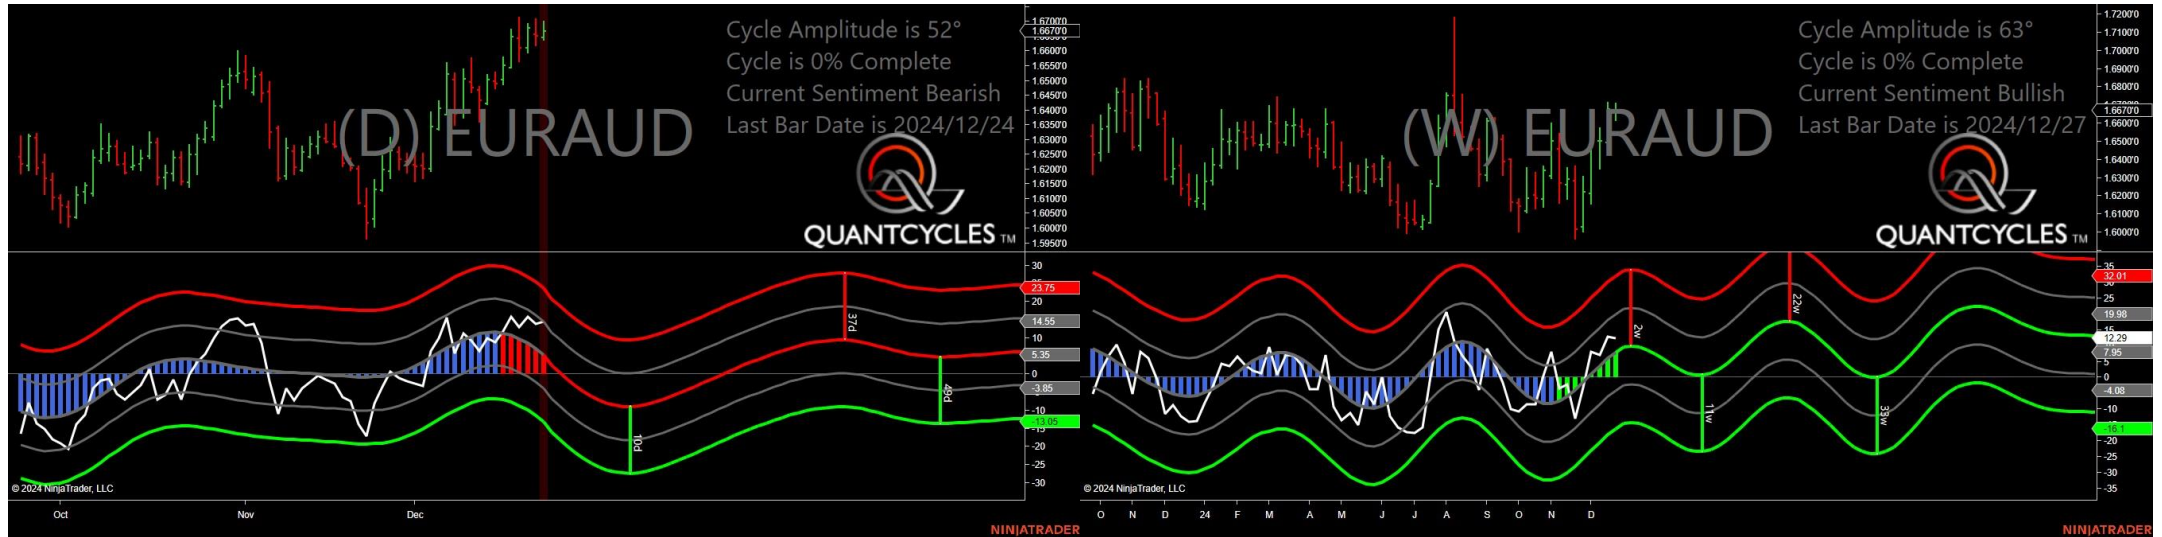 Cycle Amplitude is 52°
Cycle is 0% Complete
Current Sentiment Bearish
Last Bar Date is 2024/12/24
(D) EURAUD
QUANTCYCLES TM
1.6700'0
1.6670'0
1.6600'0
1.6550'0
1.6500'0
1.6450'0
1.6400'0
1.6350'0
1.6300'0
1.6250'0
1.6200'0
1.6150'0
1.6100'0
1.6050'0
1.6000'0
1.5950'0
30
23.75
20
14.55
10
5.35
0
-3.85
-10
-13.05
-20
-25
-30
37d
49d
10d
© 2024 NinjaTrader, LLC
Oct Nov Dec
NINJATRADER
Cycle Amplitude is 63°
Cycle is 0% Complete
Current Sentiment Bullish
Last Bar Date is 2024/12/27
(W) EURAUD
QUANTCYCLES TM
1.7200'0
1.7100'0
1.7000'0
1.6900'0
1.6800'0
1.6670'0
1.6600'0
1.6500'0
1.6400'0
1.6300'0
1.6200'0
1.6100'0
1.6000'0
35
32.01
25
19.98
15
12.29
7.95
0
-4.08
-10
-16.1
-20
-25
-30
-35
2w
22w
11w
33w
© 2024 NinjaTrader, LLC
O N D 24 F M A M J J A S O N D
NINJATRADER